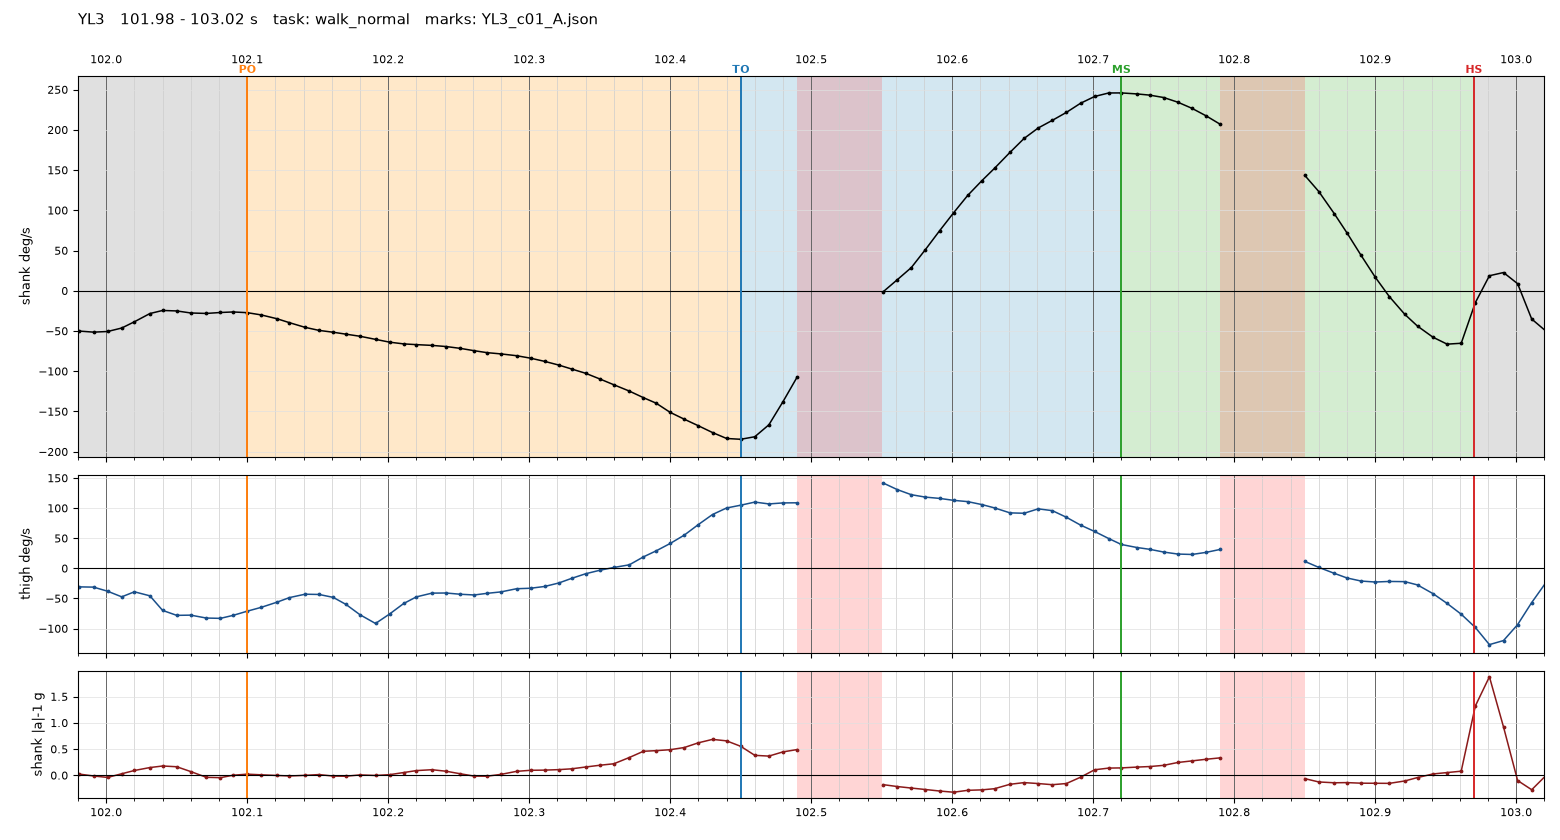 YL3   101.98 - 103.02 s   task: walk_normal   marks: YL3_c01_A.json
102.0 102.1 102.2 102.3 102.4 102.5 102.6 102.7 102.8 102.9 103.0
PO TO MS HS
shank deg/s
250
200
150
100
50
0
−50
−100
−150
−200
thigh deg/s
150
100
50
0
−50
−100
shank |a|-1 g
1.5
1.0
0.5
0.0
102.0 102.1 102.2 102.3 102.4 102.5 102.6 102.7 102.8 102.9 103.0